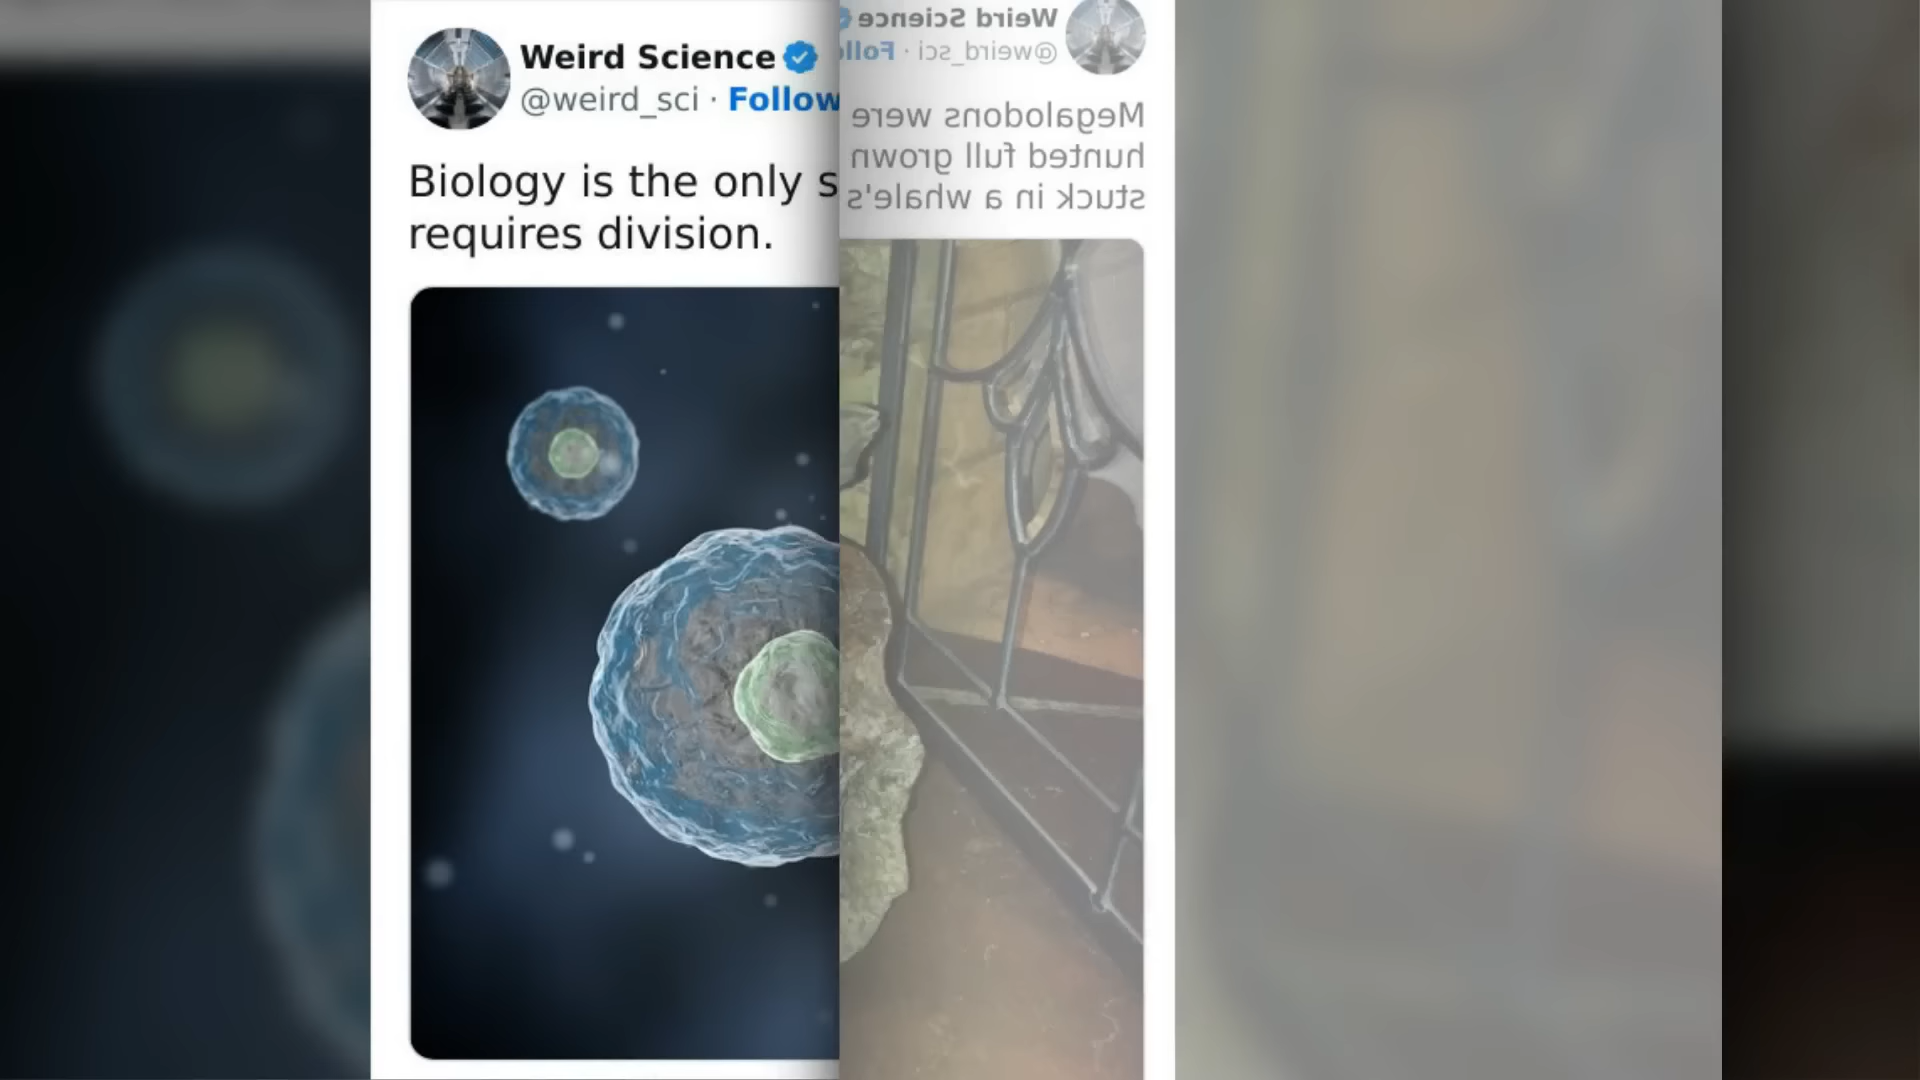 Weird Science
@weird_sci · Follow
Biology is the only s
requires division.
Weird Science
@weird_sci · Follo
Megalodons were
hunted full grown
stuck in a whale's